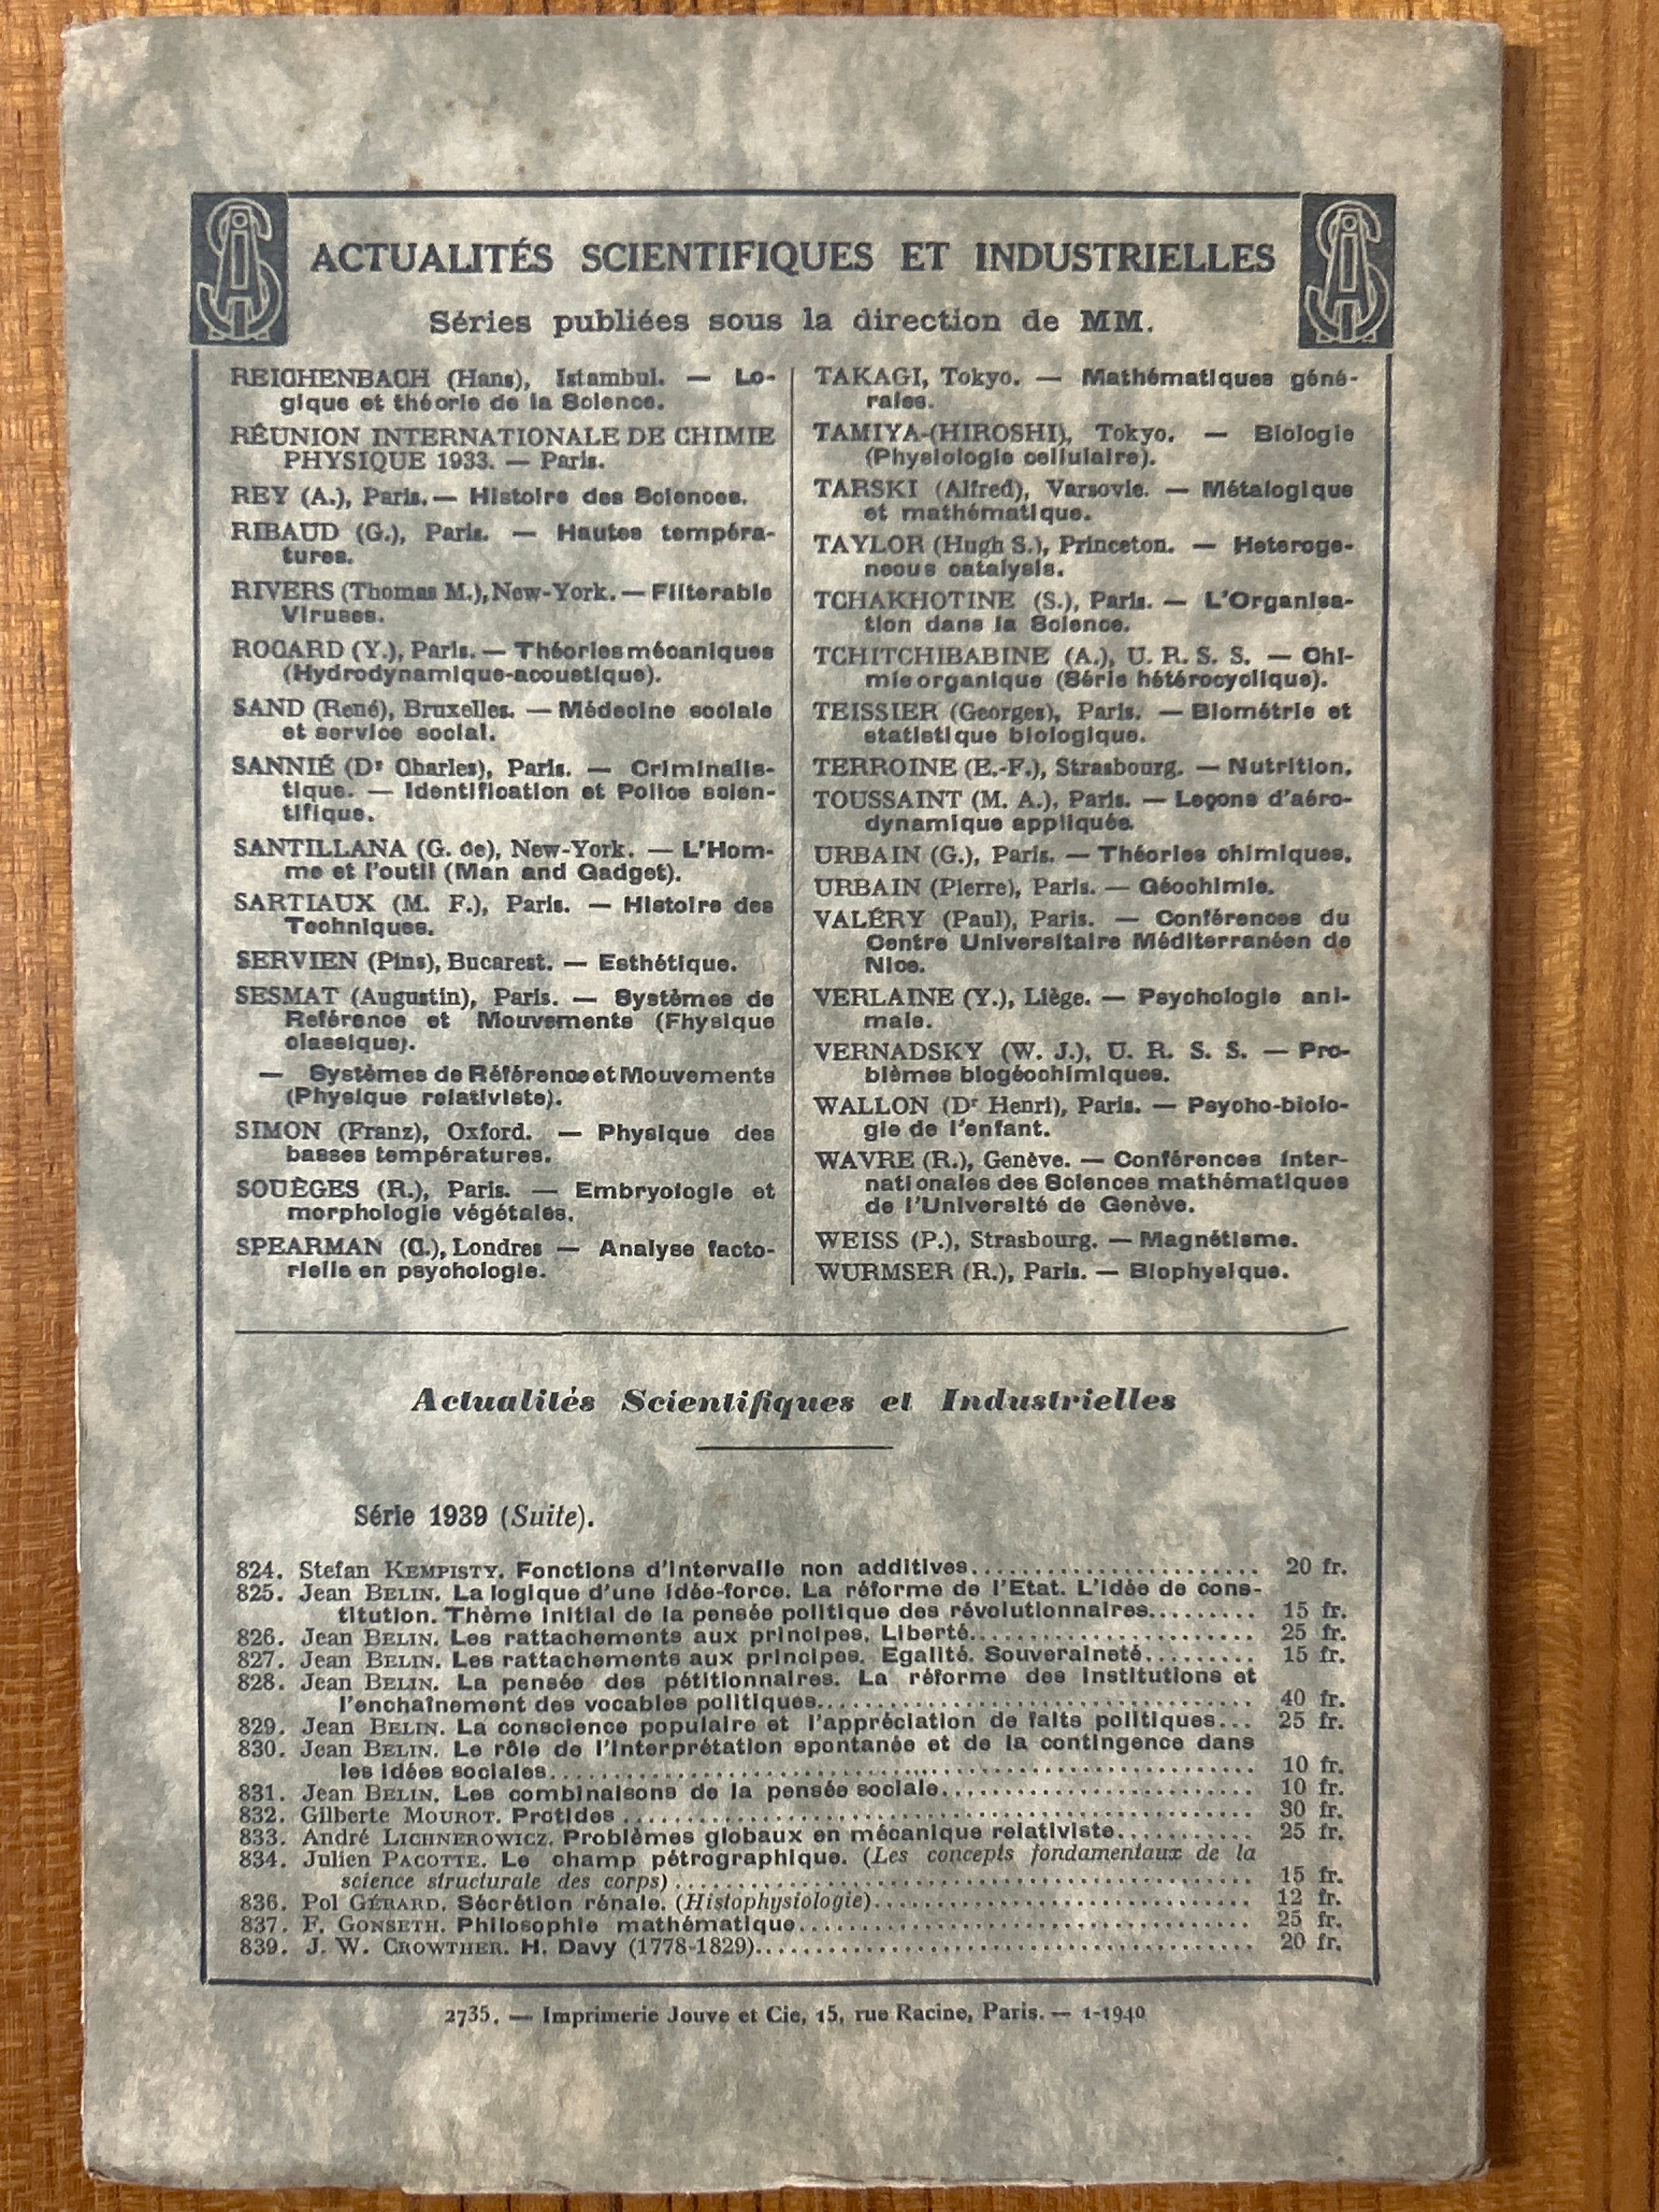 ACTUALITÉS SCIENTIFIQUES ET INDUSTRIELLES
Séries publiées sous la direction de MM.
REICHENBACH (Hans), Istambul. — Lo-
gique et théorie de la Science.
RÉUNION INTERNATIONALE DE CHIMIE
PHYSIQUE 1933. — Paris.
REY (A.), Paris. — Histoire des Sciences.
RIBAUD (G.), Paris. — Hautes tempéra-
tures.
RIVERS (Thomas M.), New-York. — Filterable
Viruses.
ROCARD (Y.), Paris. — Théories mécaniques
(Hydrodynamique-acoustique).
SAND (René), Bruxelles. — Médecine sociale
et service social.
SANNIÉ (Dr Charles), Paris. — Criminalis-
tique. — Identification et Police scien-
tifique.
SANTILLANA (G. de), New-York. — L'Hom-
me et l'outil (Man and Gadget).
SARTIAUX (M. F.), Paris. — Histoire des
Techniques.
SERVIEN (Pins), Bucarest. — Esthétique.
SESMAT (Augustin), Paris. — Systèmes de
Reférence et Mouvements (Fhysique
classique).
— Systèmes de Référence et Mouvements
(Physique relativiste).
SIMON (Franz), Oxford. — Physique des
basses températures.
SOUÈGES (R.), Paris. — Embryologie et
morphologie végétales.
SPEARMAN (C.), Londres — Analyse facto-
rielle en psychologie.
TAKAGI, Tokyo. — Mathématiques géné-
rales.
TAMIYA-(HIROSHI), Tokyo. — Biologie
(Physiologie cellulaire).
TARSKI (Alfred), Varsovie. — Métalogique
et mathématique.
TAYLOR (Hugh S.), Princeton. — Heteroge-
neous catalysis.
TCHAKHOTINE (S.), Paris. — L'Organisa-
tion dans la Science.
TCHITCHIBABINE (A.), U. R. S. S. — Chi-
mie organique (Série hétérocyclique).
TEISSIER (Georges), Paris. — Biométrie et
statistique biologique.
TERROINE (E.-F.), Strasbourg. — Nutrition.
TOUSSAINT (M. A.), Paris. — Leçons d'aéro-
dynamique appliquée.
URBAIN (G.), Paris. — Théories chimiques.
URBAIN (Pierre), Paris. — Géochimie.
VALÉRY (Paul), Paris. — Conférences du
Centre Universitaire Méditerranéen de
Nice.
VERLAINE (Y.), Liège. — Psychologie ani-
male.
VERNADSKY (W. J.), U. R. S. S. — Pro-
blèmes biogéochimiques.
WALLON (Dr Henri), Paris. — Psycho-biolo-
gie de l'enfant.
WAVRE (R.), Genève. — Conférences inter-
nationales des Sciences mathématiques
de l'Université de Genève.
WEISS (P.), Strasbourg. — Magnétisme.
WURMSER (R.), Paris. — Biophysique.
Actualités Scientifiques et Industrielles
Série 1939 (Suite).
824. Stefan KEMPISTY. Fonctions d'intervalle non additives........................ 20 fr.
825. Jean BELIN. La logique d'une idée-force. La réforme de l'Etat. L'idée de cons-
titution. Thème initial de la pensée politique des révolutionnaires......... 15 fr.
826. Jean BELIN. Les rattachements aux principes. Liberté........................ 25 fr.
827. Jean BELIN. Les rattachements aux principes. Egalité. Souveraineté......... 15 fr.
828. Jean BELIN. La pensée des pétitionnaires. La réforme des institutions et
l'enchaînement des vocables politiques.................................... 40 fr.
829. Jean BELIN. La conscience populaire et l'appréciation de faits politiques... 25 fr.
830. Jean BELIN. Le rôle de l'interprétation spontanée et de la contingence dans
les idées sociales........................................................ 10 fr.
831. Jean BELIN. Les combinaisons de la pensée sociale.......................... 10 fr.
832. Gilberte MOUROT. Protides .................................................. 30 fr.
833. André LICHNEROWICZ. Problèmes globaux en mécanique relativiste........... 25 fr.
834. Julien PACOTTE. Le champ pétrographique. (Les concepts fondamentaux de la
science structurale des corps) ............................................ 15 fr.
836. Pol GÉRARD. Sécrétion rénale. (Histophysiologie)............................ 12 fr.
837. F. GONSETH. Philosophie mathématique...................................... 25 fr.
839. J. W. CROWTHER. H. Davy (1778-1829)...................................... 20 fr.
2735. — Imprimerie Jouve et Cie, 15, rue Racine, Paris. — 1-1940